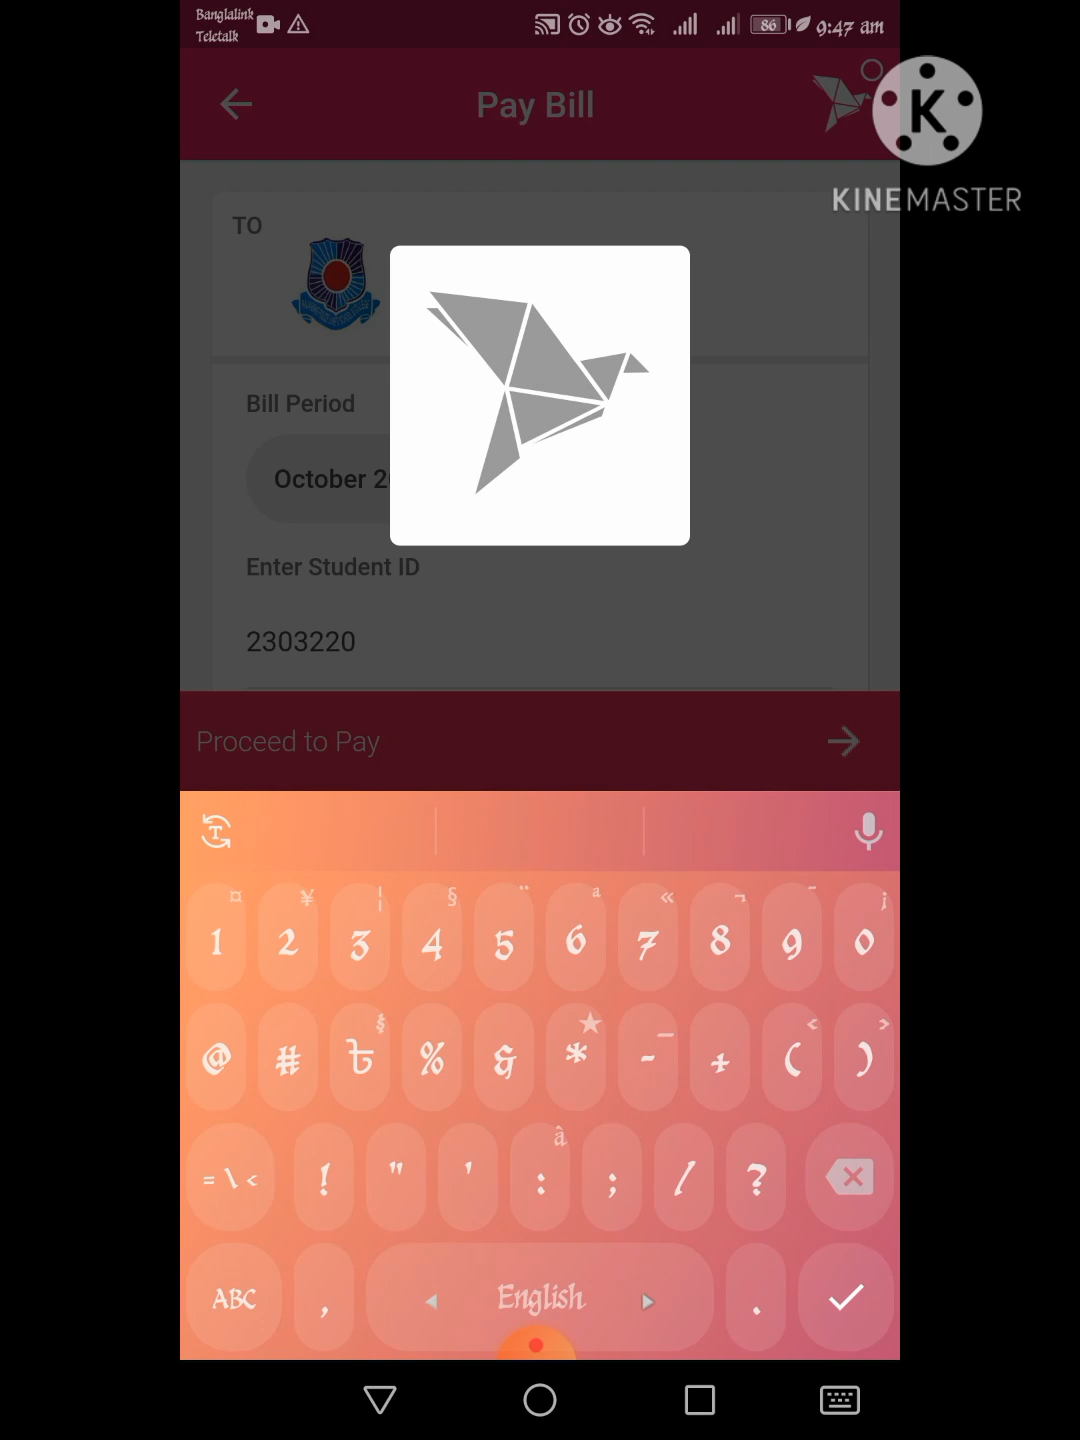 Banglalink
Teletalk
86
9:47 am
Pay Bill
K
KINEMASTER
TO
Bill Period
October 2
Enter Student ID
2303220
Proceed to Pay
T
¤ ¥ ¦ § ¨ ª « ¬ ¯ ¡
1 2 3 4 5 6 7 8 9 0
@ # ৳ % & * - + ( )
= \ < ! " ' : ; / ?
ABC , English .